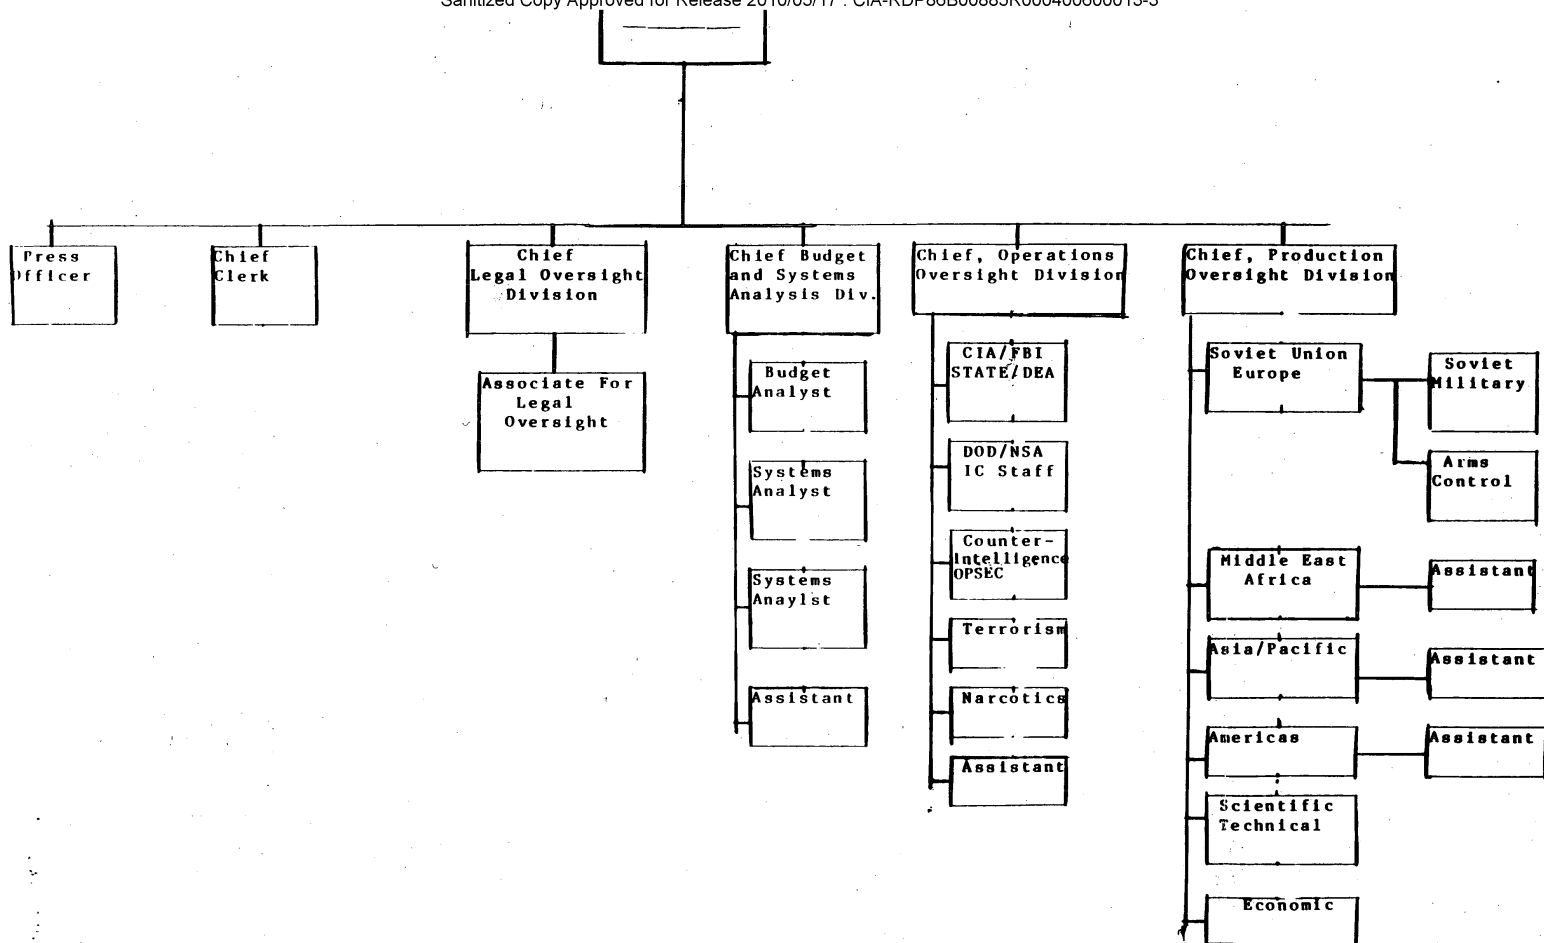 Sanitized Copy Approved for Release 2010/05/17 : CIA-RDP86B00885R000400600013-3
Press
Officer
Chief
Clerk
Chief
Legal Oversight
Division
Chief Budget
and Systems
Analysis Div.
Chief, Operations
Oversight Division
Chief, Production
Oversight Division
Associate For
Legal
Oversight
Budget
Analyst
Systems
Analyst
Systems
Anaylst
Assistant
CIA/FBI
STATE/DEA
DOD/NSA
IC Staff
Counter-
Intelligence
OPSEC
Terrorism
Narcotics
Assistant
Soviet Union
Europe
Soviet
Military
Arms
Control
Middle East
Africa
Assistant
Asia/Pacific
Assistant
Americas
Assistant
Scientific
Technical
Economic